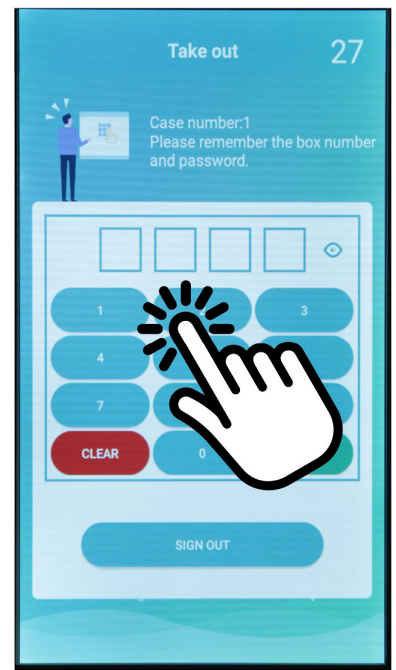 Take out
27
Case number:1
Please remember the box number
and password.
1
3
4
7
CLEAR
0
SIGN OUT